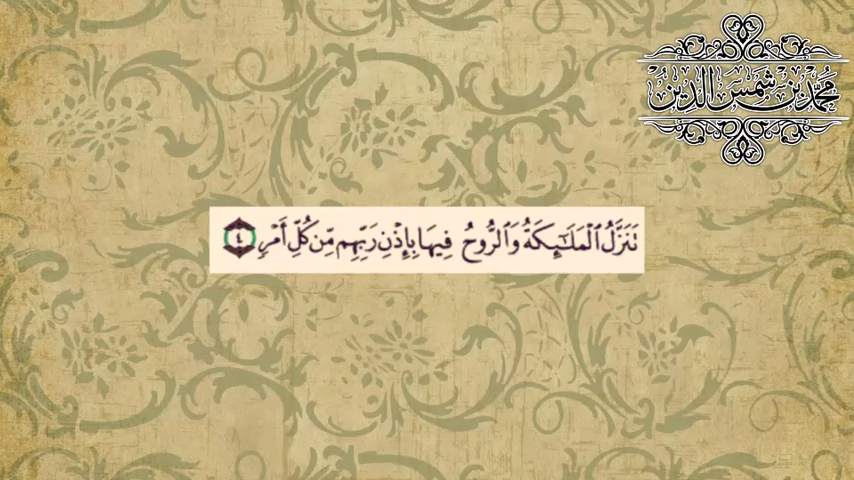 محمد بن شمس الدين
تَنَزَّلُ ٱلْمَلَـٰٓئِكَةُ وَٱلرُّوحُ فِيهَا بِإِذْنِ رَبِّهِم مِّن كُلِّ أَمْرٍۢ ٤